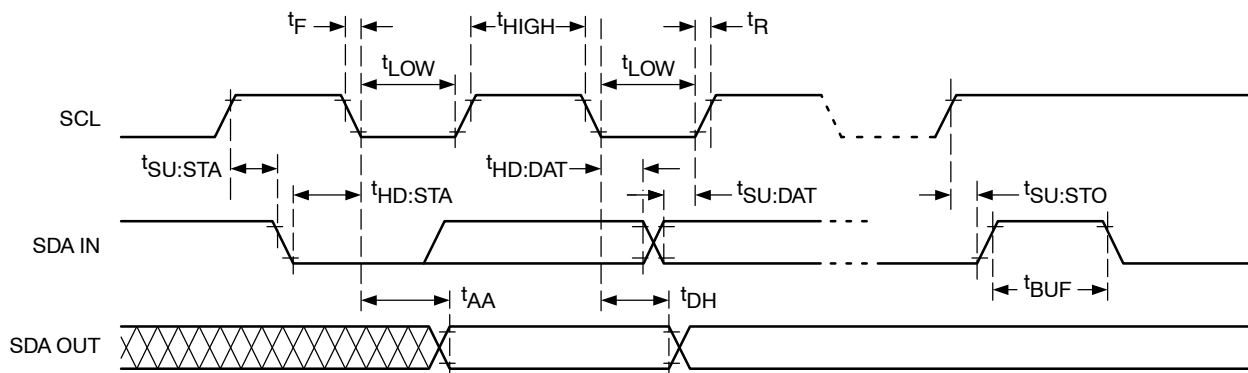 tF
tHIGH
tR
tLOW
tLOW
SCL
tSU:STA
tHD:STA
tHD:DAT
tSU:DAT
tSU:STO
SDA IN
tBUF
tAA
tDH
SDA OUT